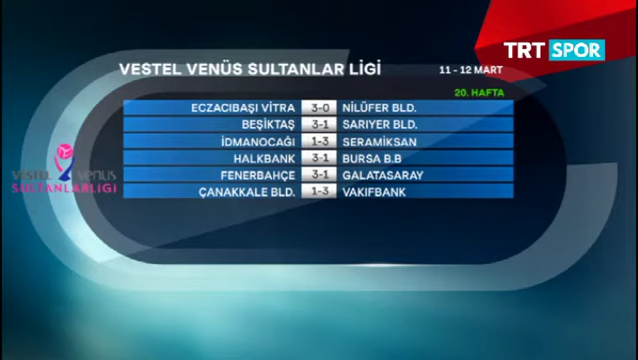 TRT SPOR
VESTEL VENÜS SULTANLAR LİGİ 11 - 12 MART
20. HAFTA
ECZACIBAŞI VİTRA 3-0 NİLÜFER BLD.
BEŞİKTAŞ 3-1 SARIYER BLD.
İDMANOCAĞI 1-3 SERAMİKSAN
HALKBANK 3-1 BURSA B.B
FENERBAHÇE 3-1 GALATASARAY
ÇANAKKALE BLD. 1-3 VAKIFBANK
VESTEL venus
SULTANLAR LİGİ